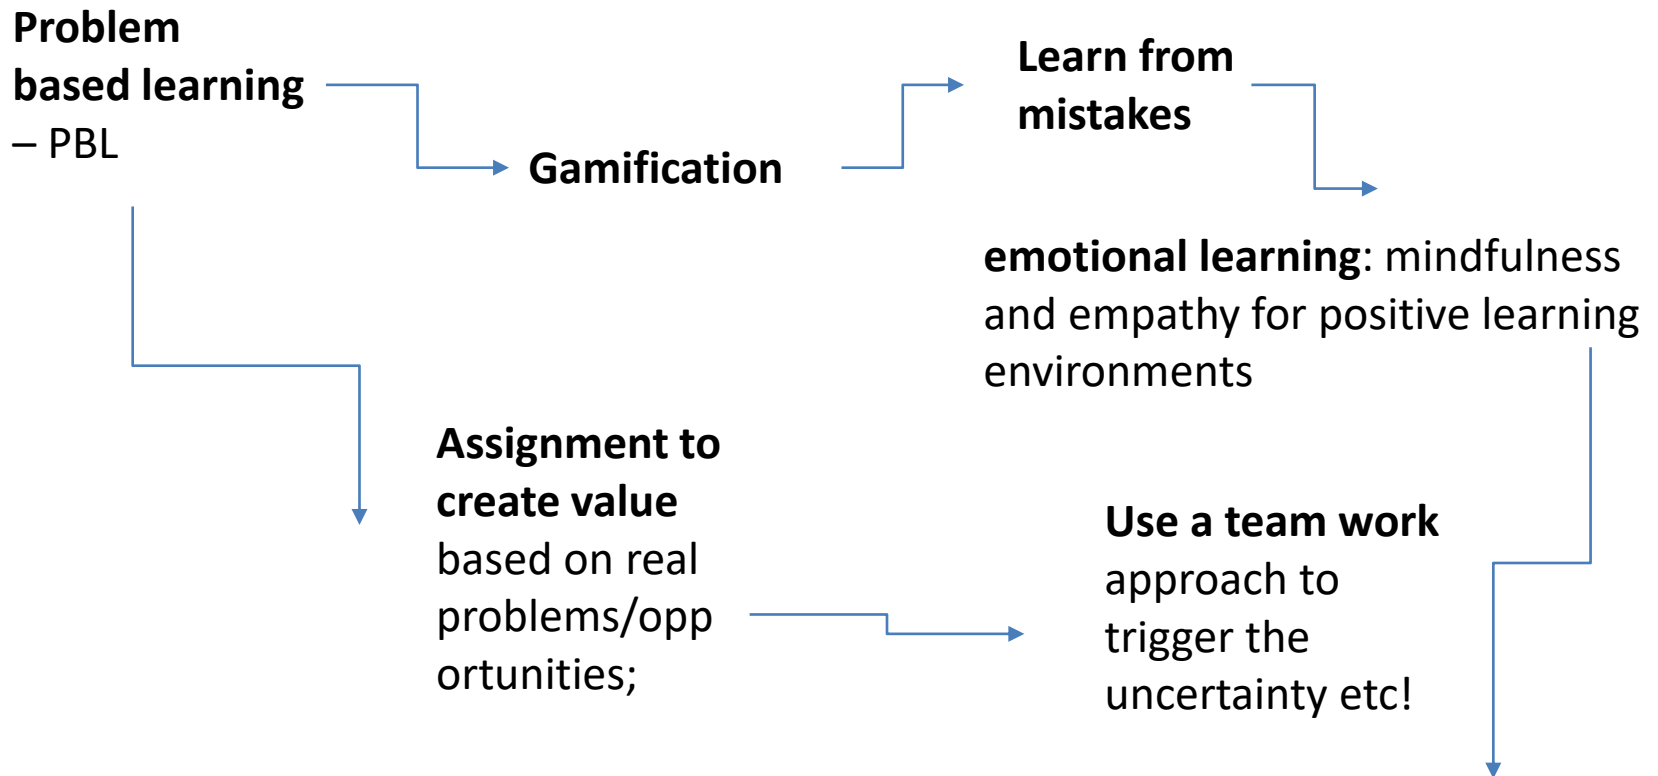 Problem
based learning
– PBL
Gamification
Learn from
mistakes
emotional learning: mindfulness
and empathy for positive learning
environments
Assignment to
create value
based on real
problems/opp
ortunities;
Use a team work
approach to
trigger the
uncertainty etc!